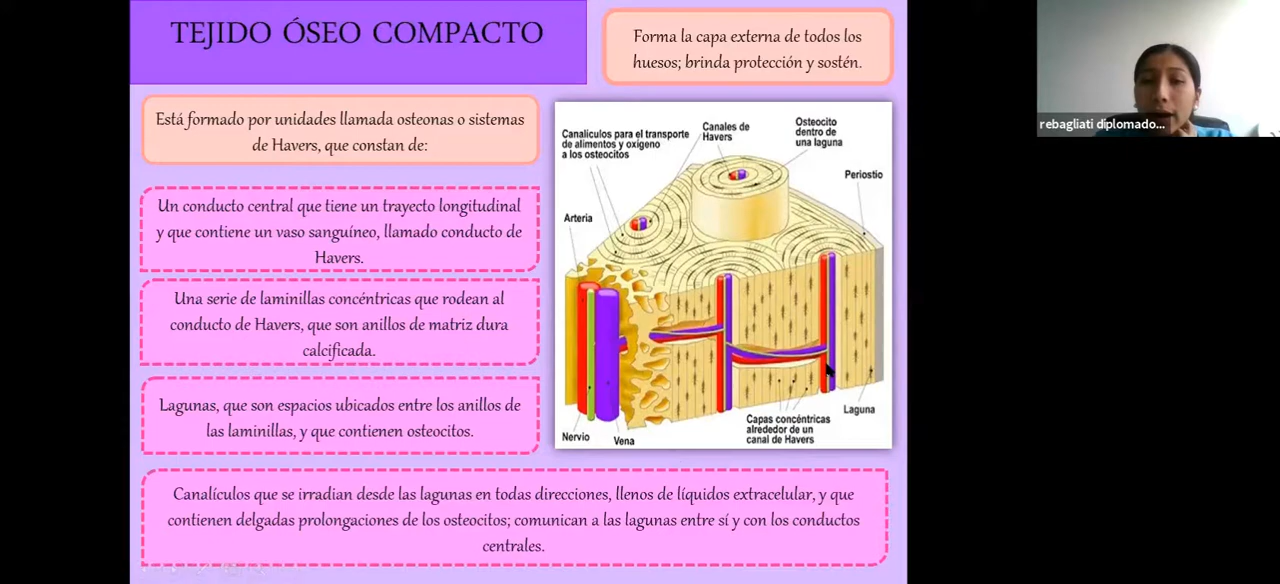 TEJIDO ÓSEO COMPACTO
Forma la capa externa de todos los
huesos; brinda protección y sostén.
Está formado por unidades llamada osteonas o sistemas
de Havers, que constan de:
Un conducto central que tiene un trayecto longitudinal
y que contiene un vaso sanguíneo, llamado conducto de
Havers.
Una serie de laminillas concéntricas que rodean al
conducto de Havers, que son anillos de matriz dura
calcificada.
Lagunas, que son espacios ubicados entre los anillos de
las laminillas, y que contienen osteocitos.
Canalículos que se irradian desde las lagunas en todas direcciones, llenos de líquidos extracelular, y que
contienen delgadas prolongaciones de los osteocitos; comunican a las lagunas entre sí y con los conductos
centrales.
Canalículos para el transporte
de alimentos y oxígeno
a los osteocitos
Canales de
Havers
Osteocito
dentro de
una laguna
Periostio
Arteria
Nervio
Vena
Capas concéntricas
alrededor de un
canal de Havers
Laguna
rebagliati diplomado...